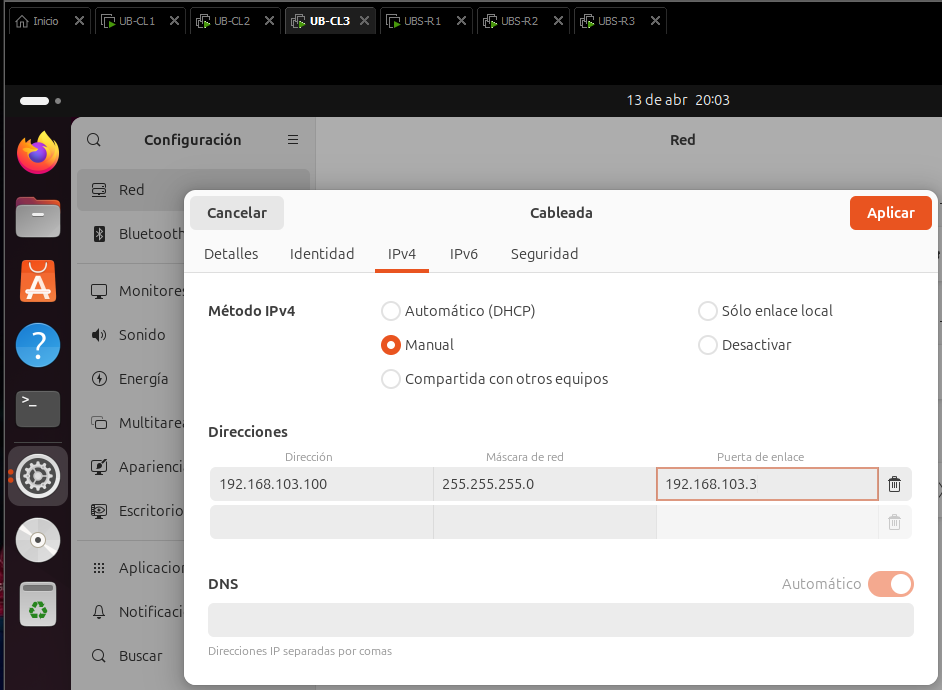 Inicio UB-CL1 UB-CL2 UB-CL3 UBS-R1 UBS-R2 UBS-R3
13 de abr 20:03
Configuración
Red
Red
Bluetooth
Monitores
Sonido
Energía
Multitarea
Aparienci
Escritorio
Aplicacion
Notificaci
Buscar
Cancelar Cableada Aplicar
Detalles Identidad IPv4 IPv6 Seguridad
Método IPv4
Automático (DHCP) Sólo enlace local
Manual Desactivar
Compartida con otros equipos
Direcciones
Dirección Máscara de red Puerta de enlace
192.168.103.100 255.255.255.0 192.168.103.3
DNS Automático
Direcciones IP separadas por comas